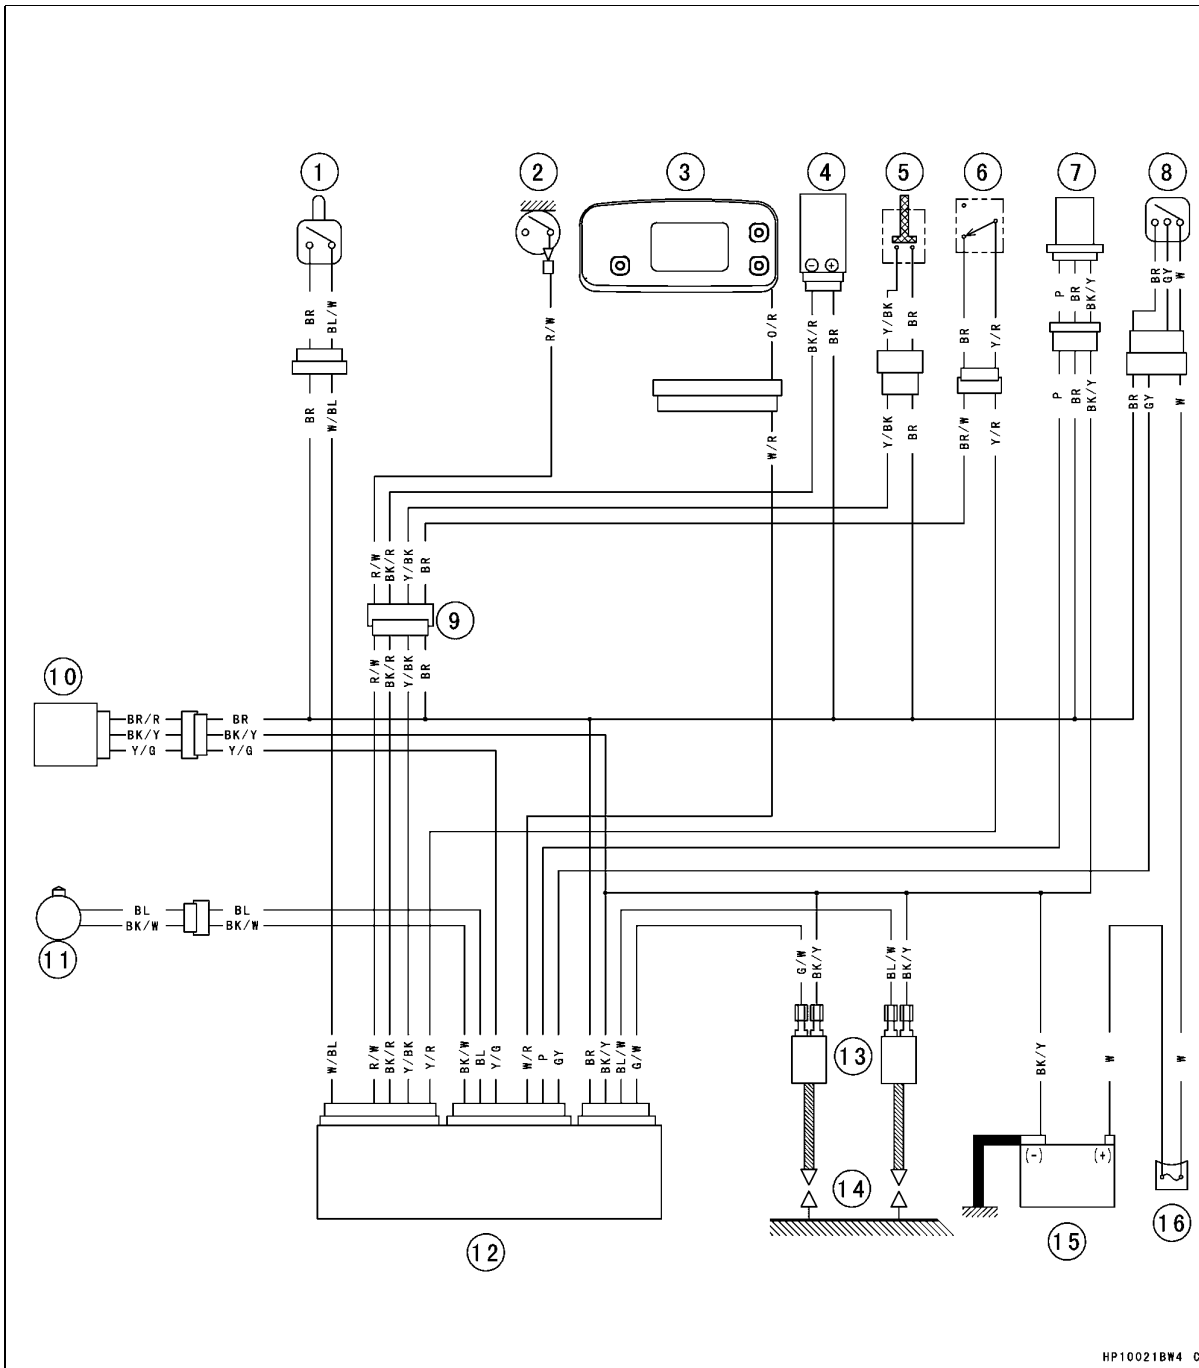 1 2 3 4 5 6 7 8
BR BL/W
R/W
- +
BK/R BR
O/R
Y/BK BR
BR Y/R
P BR BK/Y
BR GY W
BR W/BL
W/R
Y/BK BR
BR/W Y/R
P BR BK/Y
BR GY W
R/W BK/R Y/BK BR
9
R/W BK/R Y/BK BR
10
BR/R BR
BK/Y BK/Y
Y/G Y/G
BL BL
BK/W BK/W
11
G/W BK/Y
BL/W BK/Y
W/BL R/W BK/R Y/BK Y/R
BK/W BL Y/G W/R P GY
BR BK/Y BL/W G/W
13
BK/Y W W
(-) (+)
14
12
15
16
HP10021BW4 C